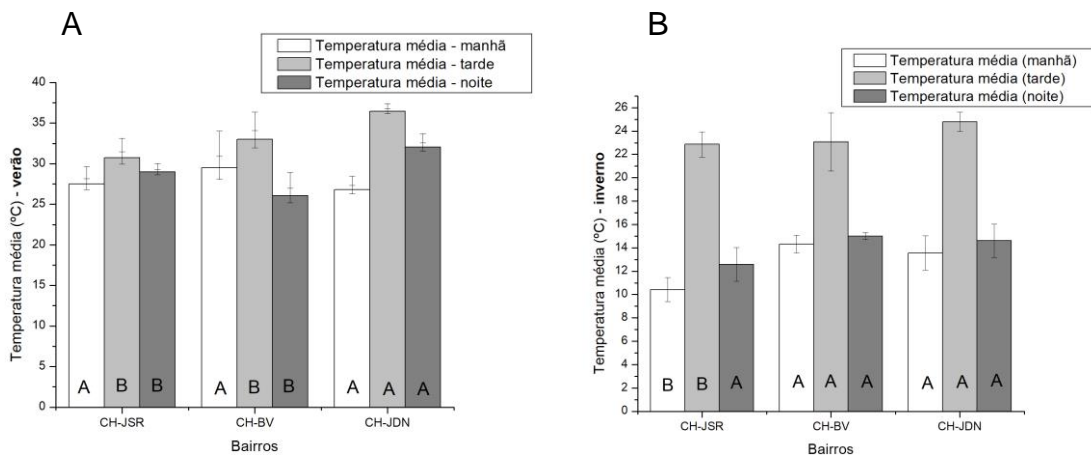 A
Temperatura média - manhã
Temperatura média - tarde
Temperatura média - noite
Temperatura média (ºC) - verão
40
35
30
25
20
15
10
5
0
A B B A B B A A A
CH-JSR CH-BV CH-JDN
Bairros
B
Temperatura média (manhã)
Temperatura média (tarde)
Temperatura média (noite)
Temperatura média (ºC) - inverno
26
24
22
20
18
16
14
12
10
8
6
4
2
0
B B A A A A A A A
CH-JSR CH-BV CH-JDN
Bairros